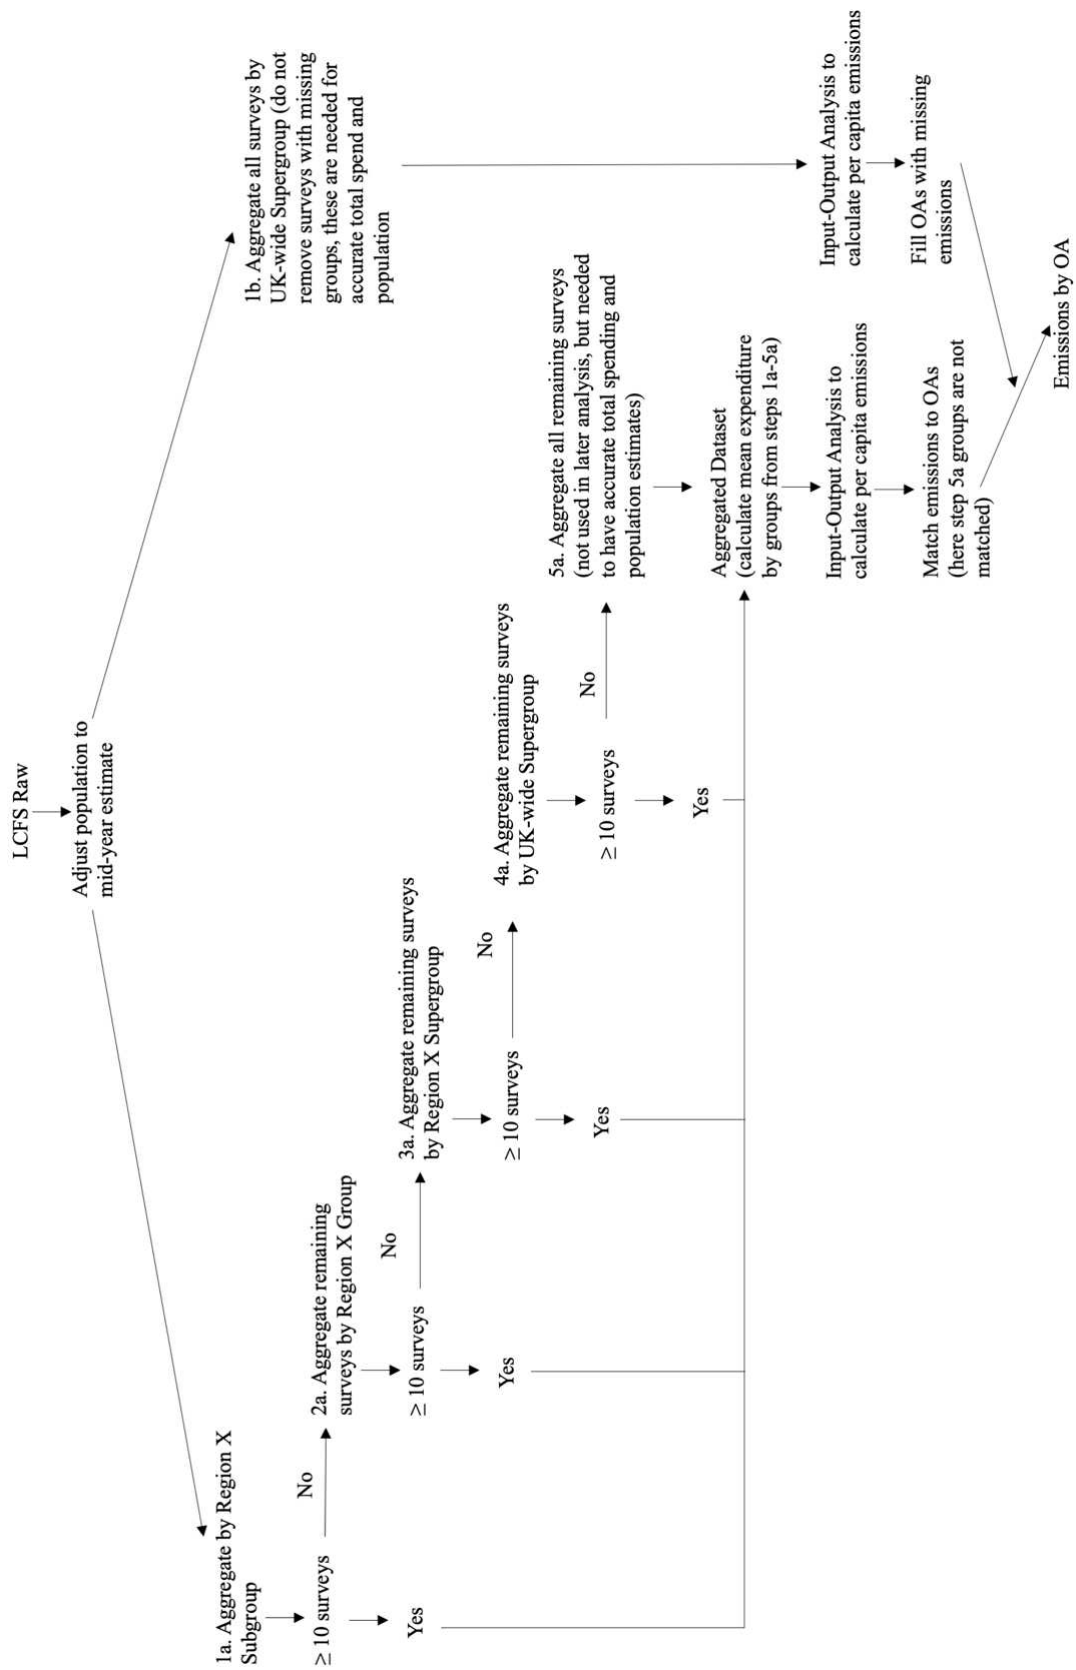 LCFS Raw
Adjust population to
mid-year estimate
1a. Aggregate by Region X
Subgroup
≥ 10 surveys
No
Yes
2a. Aggregate remaining
surveys by Region X Group
≥ 10 surveys
No
Yes
3a. Aggregate remaining surveys
by Region X Supergroup
≥ 10 surveys
No
Yes
4a. Aggregate remaining surveys
by UK-wide Supergroup
≥ 10 surveys
No
Yes
5a. Aggregate all remaining surveys
(not used in later analysis, but needed
to have accurate total spending and
population estimates)
Aggregated Dataset
(calculate mean expenditure
by groups from steps 1a-5a)
Input-Output Analysis to
calculate per capita emissions
Match emissions to OAs
(here step 5a groups are not
matched)
1b. Aggregate all surveys by
UK-wide Supergroup (do not
remove surveys with missing
groups, these are needed for
accurate total spend and
population
Input-Output Analysis to
calculate per capita emissions
Fill OAs with missing
emissions
Emissions by OA